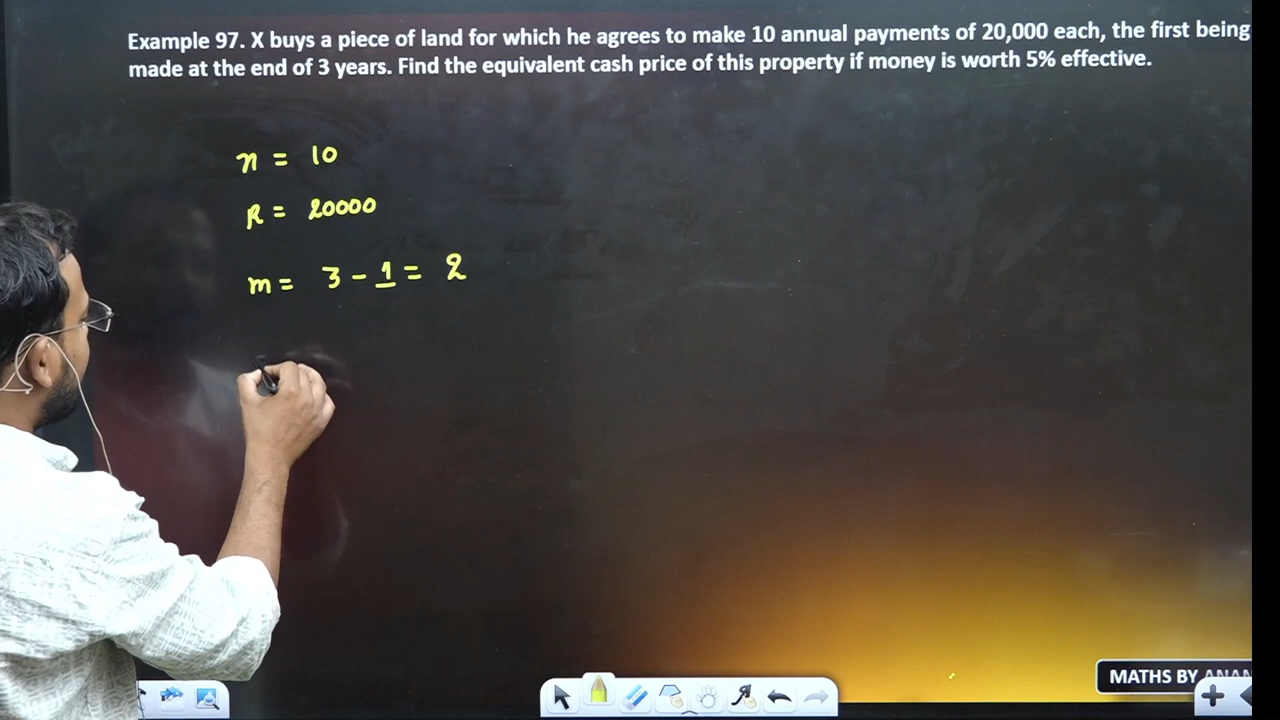 Example 97. X buys a piece of land for which he agrees to make 10 annual payments of 20,000 each, the first being
made at the end of 3 years. Find the equivalent cash price of this property if money is worth 5% effective.
n = 10
R = 20000
m = 3 - 1 = 2
MATHS BY